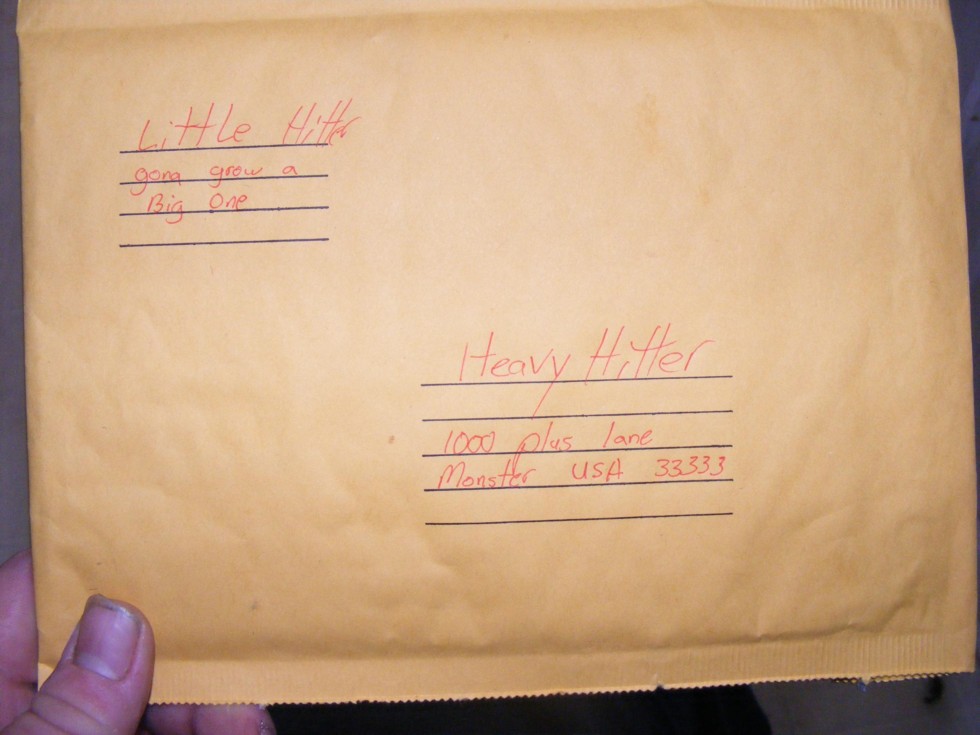 Little Hitter
gona grow a
Big One
Heavy Hitter
1000 plus lane
Monster USA 33333